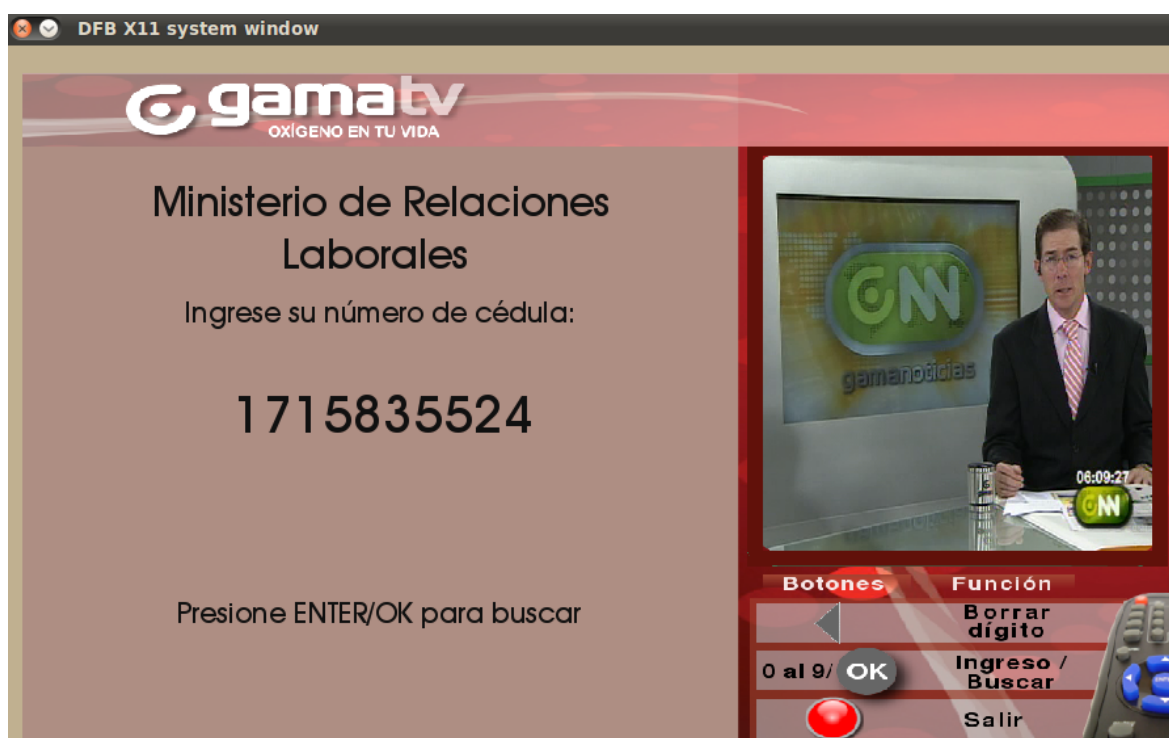 DFB X11 system window
gamatv
OXÍGENO EN TU VIDA
Ministerio de Relaciones
Laborales
Ingrese su número de cédula:
1715835524
Presione ENTER/OK para buscar
GNN
gamanoticias
06:09:27
GNN
Botones Función
Borrar
dígito
0 al 9/ OK Ingreso /
Buscar
Salir